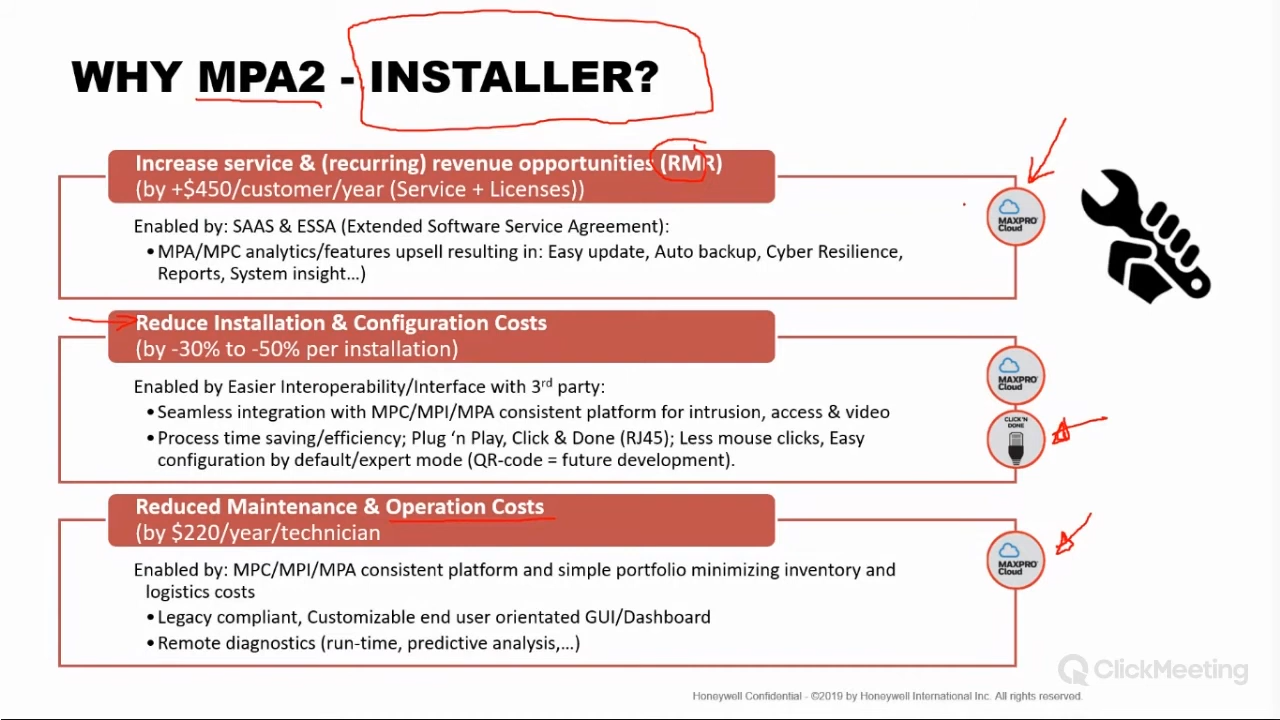 WHY MPA2 - INSTALLER?
Increase service & (recurring) revenue opportunities (RMR)
(by +$450/customer/year (Service + Licenses))
Enabled by: SAAS & ESSA (Extended Software Service Agreement):
•MPA/MPC analytics/features upsell resulting in: Easy update, Auto backup, Cyber Resilience,
Reports, System insight…)
MAXPRO®
Cloud
Reduce Installation & Configuration Costs
(by -30% to -50% per installation)
Enabled by Easier Interoperability/Interface with 3rd party:
•Seamless integration with MPC/MPI/MPA consistent platform for intrusion, access & video
•Process time saving/efficiency; Plug ‘n Play, Click & Done (RJ45); Less mouse clicks, Easy
configuration by default/expert mode (QR-code = future development).
MAXPRO®
Cloud
CLICK'N
DONE
Reduced Maintenance & Operation Costs
(by $220/year/technician
Enabled by: MPC/MPI/MPA consistent platform and simple portfolio minimizing inventory and
logistics costs
•Legacy compliant, Customizable end user orientated GUI/Dashboard
•Remote diagnostics (run-time, predictive analysis,…)
MAXPRO®
Cloud
ClickMeeting
Honeywell Confidential - ©2019 by Honeywell International Inc. All rights reserved.